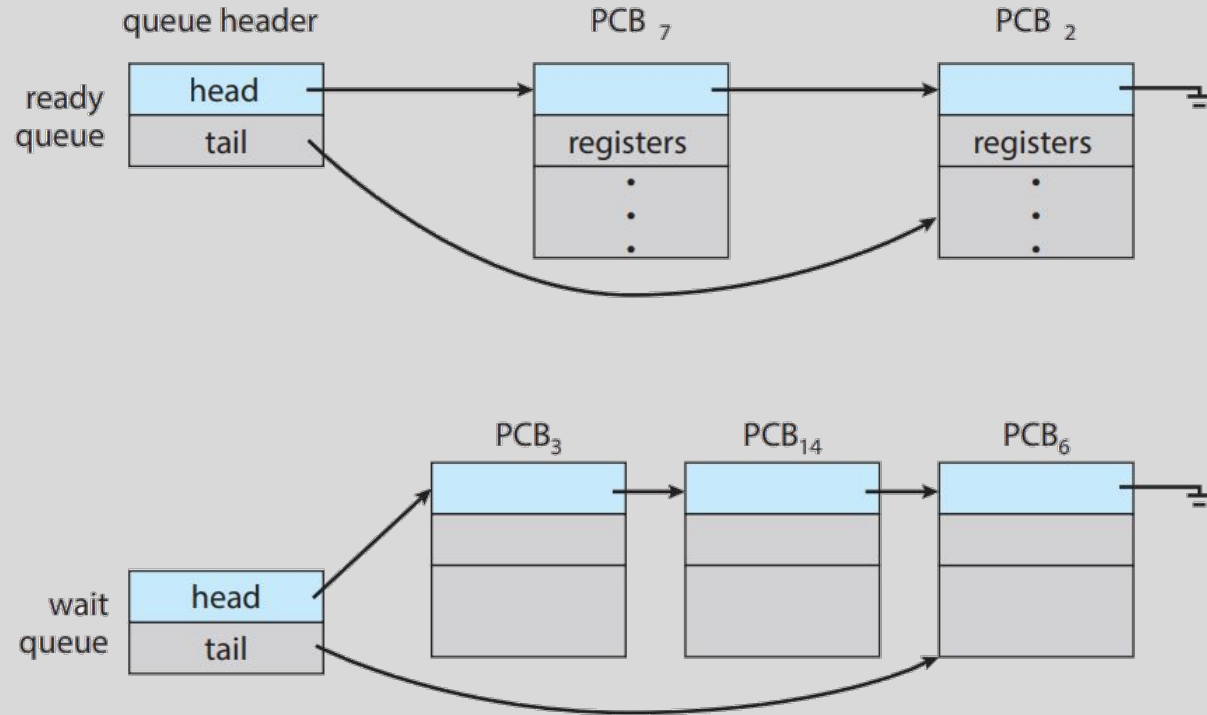 queue header
PCB 7
PCB 2
ready
queue
head
tail
registers
registers
PCB3
PCB14
PCB6
wait
queue
head
tail